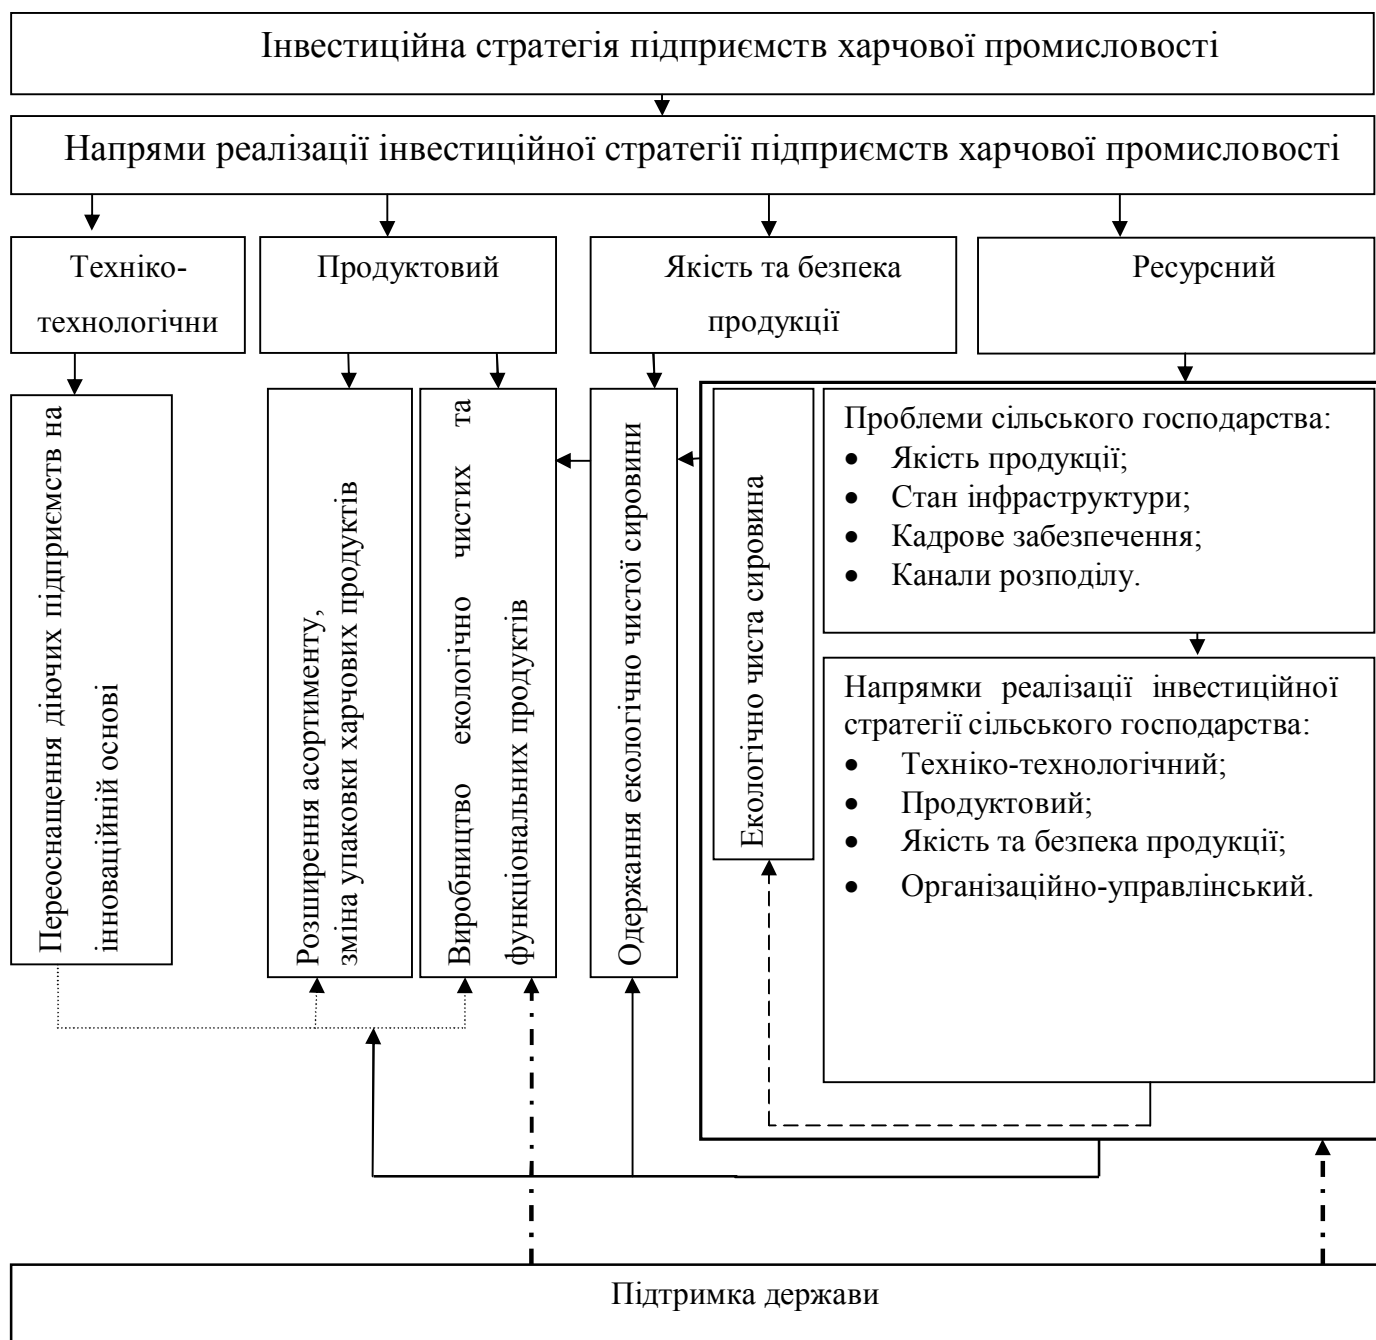 Інвестиційна стратегія підприємств харчової промисловості
Напрями реалізації інвестиційної стратегії підприємств харчової промисловості
Техніко-
технологічни
Продуктовий
Якість та безпека
продукції
Ресурсний
Переоснащення діючих підприємств на
інноваційній основі
Розширення асортименту,
зміна упаковки харчових продуктів
Виробництво екологічно чистих та
функціональних продуктів
Одержання екологічно чистої сировини
Екологічно чиста сировина
Проблеми сільського господарства:
• Якість продукції;
• Стан інфраструктури;
• Кадрове забезпечення;
• Канали розподілу.
Напрямки реалізації інвестиційної
стратегії сільського господарства:
• Техніко-технологічний;
• Продуктовий;
• Якість та безпека продукції;
• Організаційно-управлінський.
Підтримка держави